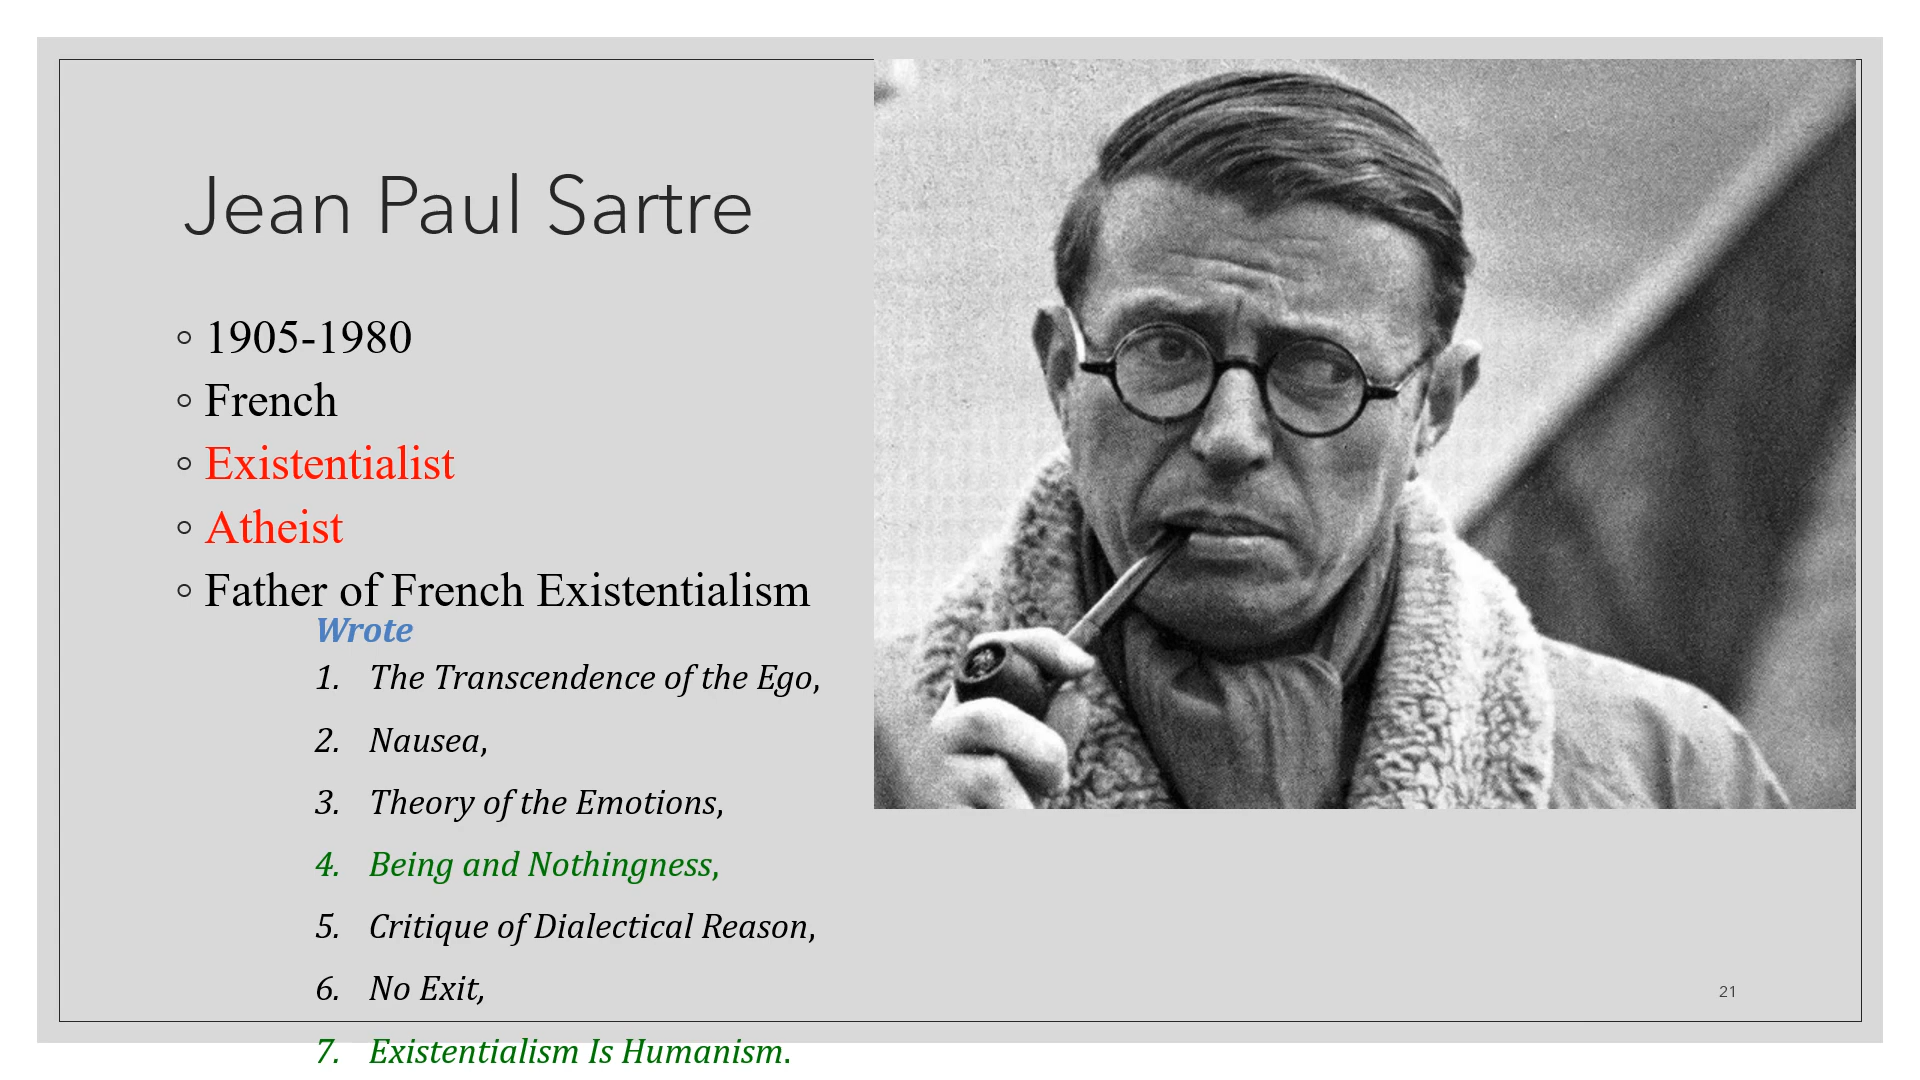 Jean Paul Sartre
◦ 1905-1980
◦ French
◦ Existentialist
◦ Atheist
◦ Father of French Existentialism
Wrote
1. The Transcendence of the Ego,
2. Nausea,
3. Theory of the Emotions,
4. Being and Nothingness,
5. Critique of Dialectical Reason,
6. No Exit,
7. Existentialism Is Humanism.
21